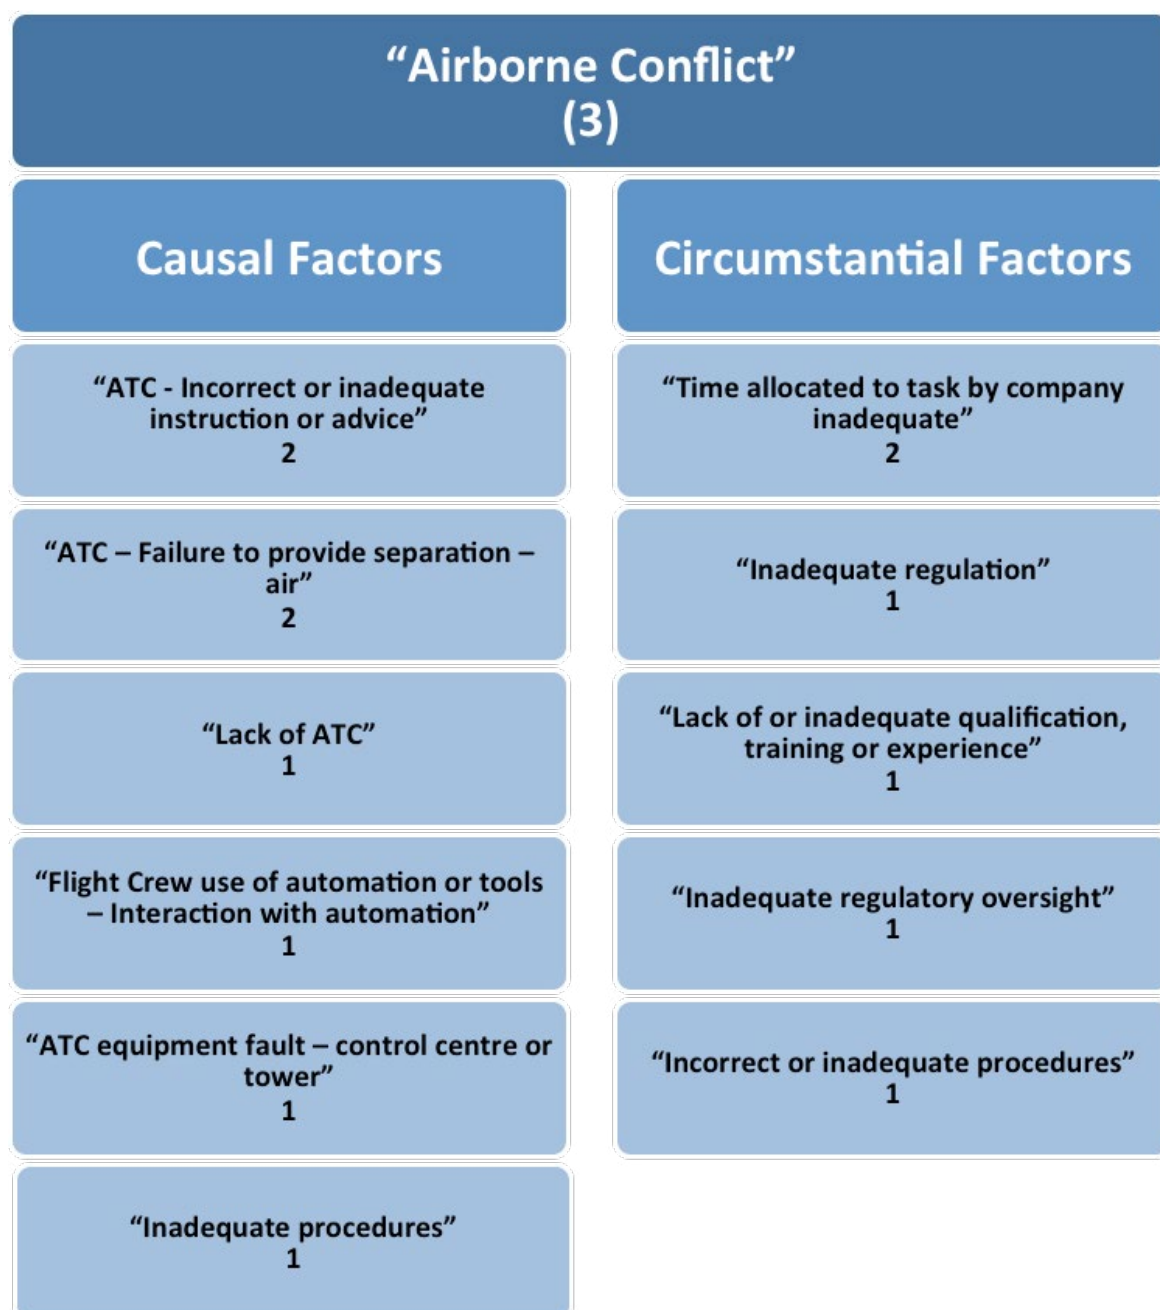 “Airborne Conflict”
(3)
Causal Factors
“ATC - Incorrect or inadequate
instruction or advice”
2
“ATC – Failure to provide separation –
air”
2
“Lack of ATC”
1
“Flight Crew use of automation or tools
– Interaction with automation”
1
“ATC equipment fault – control centre or
tower”
1
“Inadequate procedures”
1
Circumstantial Factors
“Time allocated to task by company
inadequate”
2
“Inadequate regulation”
1
“Lack of or inadequate qualification,
training or experience”
1
“Inadequate regulatory oversight”
1
“Incorrect or inadequate procedures”
1